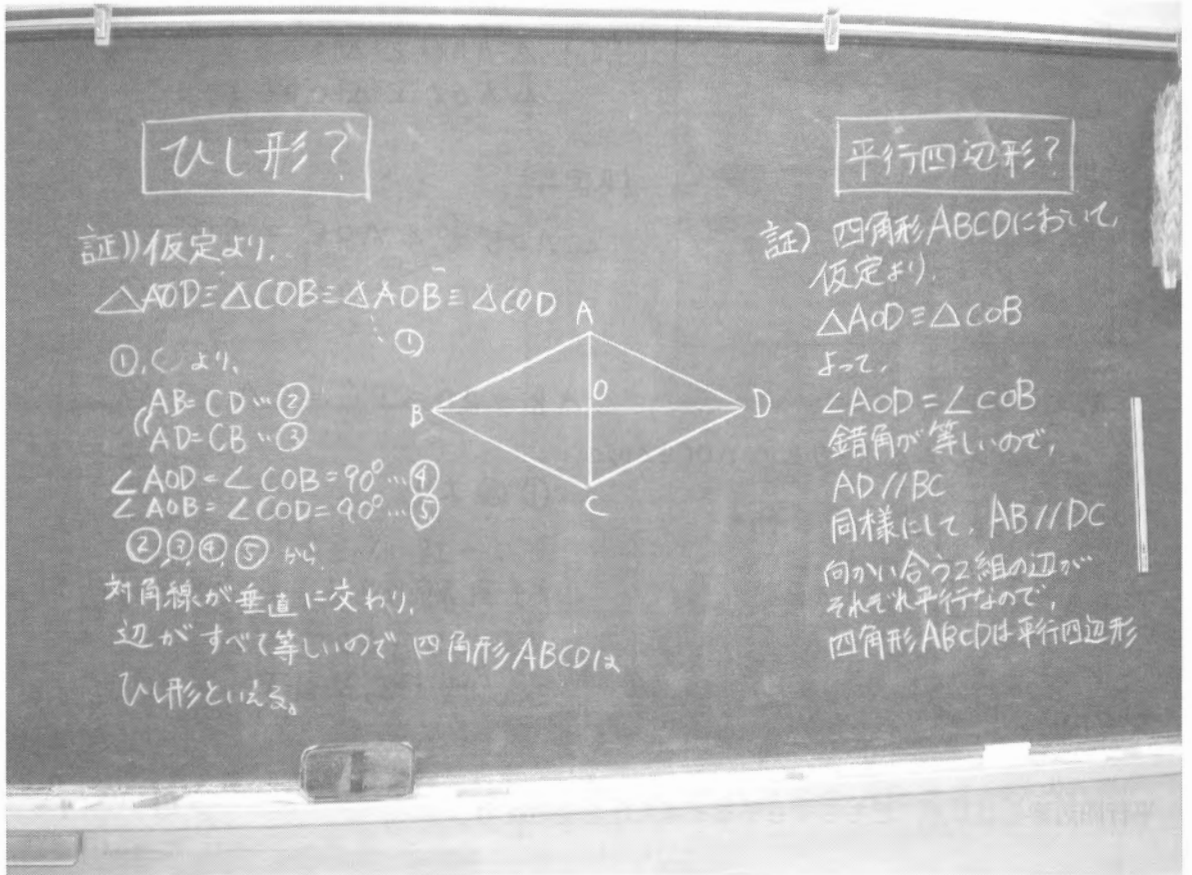 ひし形？
証)) 仮定より、
△AOD≡△COB≡△AOB≡△COD
…①
①、 より、
AB=CD…②
AD=CB…③
∠AOD=∠COB=90°…④
∠AOB=∠COD=90°…⑤
②,③,④,⑤から
対角線が垂直に交わり、
辺がすべて等しいので四角形ABCDは
ひし形といえる。
A
B
O
D
C
平行四辺形？
証) 四角形ABCDにおいて、
仮定より、
△AOD≡△COB
よって、
∠AOD=∠COB
錯角が等しいので、
AD//BC
同様にして、AB//DC
向かい合う2組の辺が
それぞれ平行なので、
四角形ABCDは平行四辺形